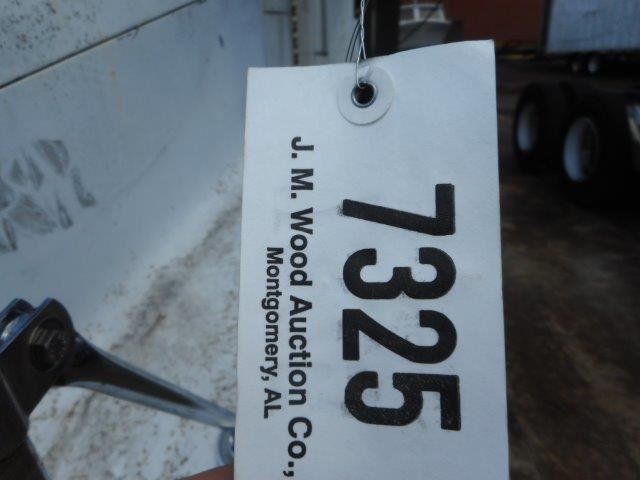 7325
J. M. Wood Auction Co.,
Montgomery, AL